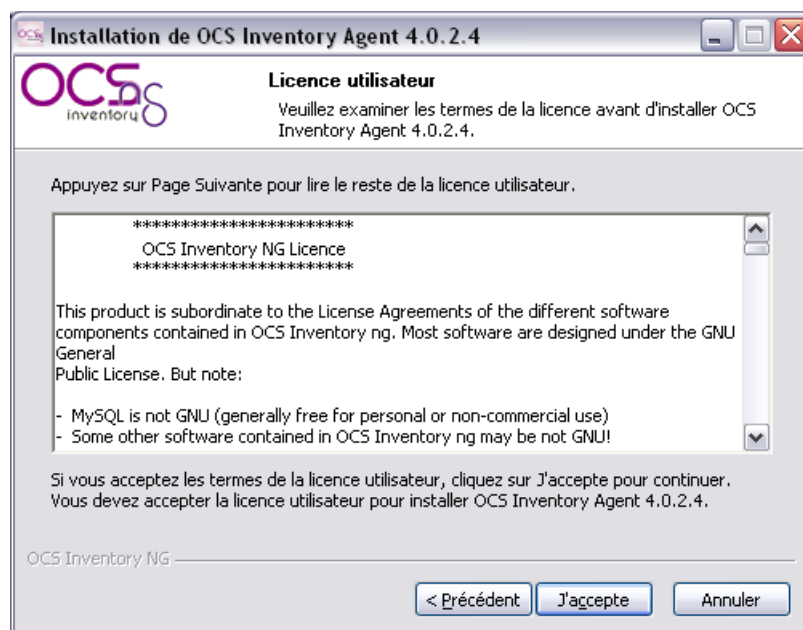 Installation de OCS Inventory Agent 4.0.2.4
OCSng
inventory
Licence utilisateur
Veuillez examiner les termes de la licence avant d'installer OCS
Inventory Agent 4.0.2.4.
Appuyez sur Page Suivante pour lire le reste de la licence utilisateur.
************************
OCS Inventory NG Licence
************************
This product is subordinate to the License Agreements of the different software
components contained in OCS Inventory ng. Most software are designed under the GNU
General
Public License. But note:
- MySQL is not GNU (generally free for personal or non-commercial use)
- Some other software contained in OCS Inventory ng may be not GNU!
Si vous acceptez les termes de la licence utilisateur, cliquez sur J'accepte pour continuer.
Vous devez accepter la licence utilisateur pour installer OCS Inventory Agent 4.0.2.4.
OCS Inventory NG
< Précédent
J'accepte
Annuler